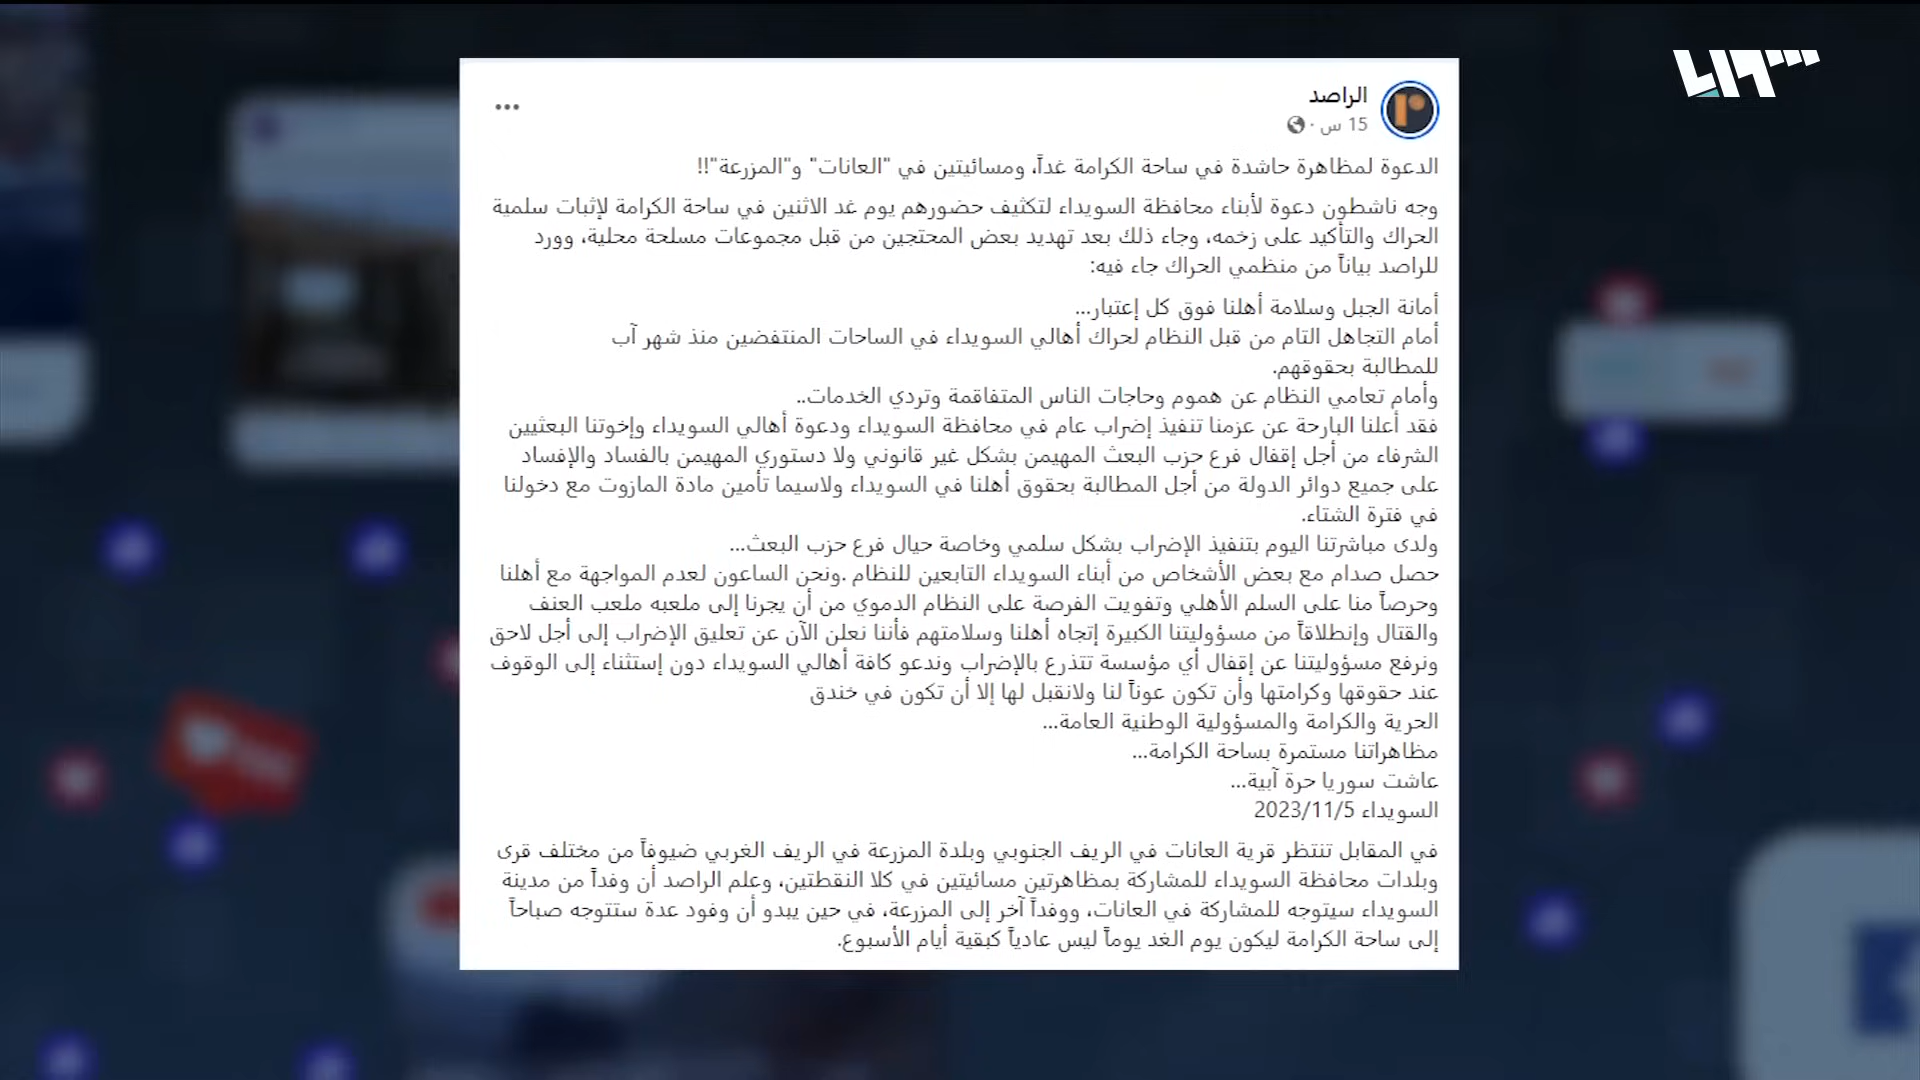 الراصد
15 س ·
الدعوة لمظاهرة حاشدة في ساحة الكرامة غداً، ومسائيتين في "العانات" و"المزرعة"!!
وجه ناشطون دعوة لأبناء محافظة السويداء لتكثيف حضورهم يوم غد الاثنين في ساحة الكرامة لإثبات سلمية
الحراك والتأكيد على زخمه، وجاء ذلك بعد تهديد بعض المحتجين من قبل مجموعات مسلحة محلية، وورد
للراصد بياناً من منظمي الحراك جاء فيه:
أمانة الجبل وسلامة أهلنا فوق كل إعتبار...
أمام التجاهل التام من قبل النظام لحراك أهالي السويداء في الساحات المنتفضين منذ شهر آب
للمطالبة بحقوقهم.
وأمام تعامي النظام عن هموم وحاجات الناس المتفاقمة وتردي الخدمات..
فقد أعلنا البارحة عن عزمنا تنفيذ إضراب عام في محافظة السويداء ودعوة أهالي السويداء وإخوتنا البعثيين
الشرفاء من أجل إقفال فرع حزب البعث المهيمن بشكل غير قانوني ولا دستوري المهيمن بالفساد والإفساد
على جميع دوائر الدولة من أجل المطالبة بحقوق أهلنا في السويداء ولاسيما تأمين مادة المازوت مع دخولنا
في فترة الشتاء.
ولدى مباشرتنا اليوم بتنفيذ الإضراب بشكل سلمي وخاصة حيال فرع حزب البعث...
حصل صدام مع بعض الأشخاص من أبناء السويداء التابعين للنظام .ونحن الساعون لعدم المواجهة مع أهلنا
وحرصاً منا على السلم الأهلي وتفويت الفرصة على النظام الدموي من أن يجرنا إلى ملعبه ملعب العنف
والقتال وإنطلاقاً من مسؤوليتنا الكبيرة إتجاه أهلنا وسلامتهم فأننا نعلن الآن عن تعليق الإضراب إلى أجل لاحق
ونرفع مسؤوليتنا عن إقفال أي مؤسسة تتذرع بالإضراب وندعو كافة أهالي السويداء دون إستثناء إلى الوقوف
عند حقوقها وكرامتها وأن تكون عوناً لنا ولانقبل لها إلا أن تكون في خندق
الحرية والكرامة والمسؤولية الوطنية العامة...
مظاهراتنا مستمرة بساحة الكرامة...
عاشت سوريا حرة آبية...
السويداء 2023/11/5
في المقابل تنتظر قرية العانات في الريف الجنوبي وبلدة المزرعة في الريف الغربي ضيوفاً من مختلف قرى
وبلدات محافظة السويداء للمشاركة بمظاهرتين مسائيتين في كلا النقطتين، وعلم الراصد أن وفداً من مدينة
السويداء سيتوجه للمشاركة في العانات، ووفداً آخر إلى المزرعة، في حين يبدو أن وفود عدة ستتوجه صباحاً
إلى ساحة الكرامة ليكون يوم الغد يوماً ليس عادياً كبقية أيام الأسبوع.